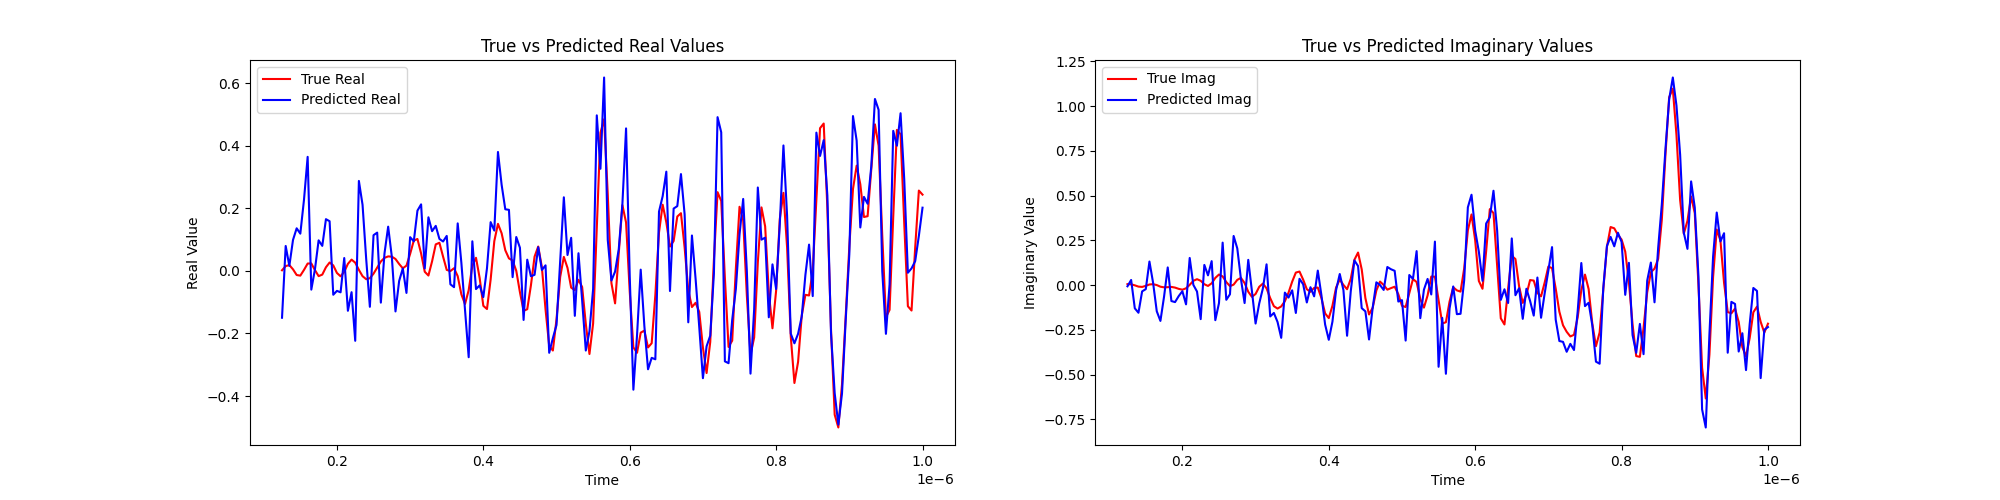 True vs Predicted Real Values
True Real
Predicted Real
Real Value
0.6
0.4
0.2
0.0
−0.2
−0.4
0.2
0.4
0.6
0.8
1.0
1e−6
Time
True vs Predicted Imaginary Values
True Imag
Predicted Imag
Imaginary Value
1.25
1.00
0.75
0.50
0.25
0.00
−0.25
−0.50
−0.75
0.2
0.4
0.6
0.8
1.0
1e−6
Time